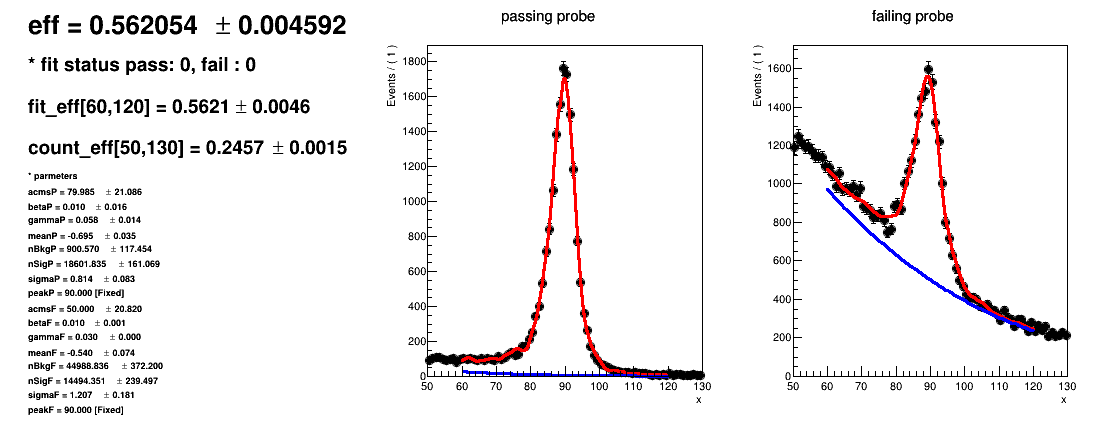 eff = 0.562054 ± 0.004592
* fit status pass: 0, fail : 0
fit_eff[60,120] = 0.5621 ± 0.0046
count_eff[50,130] = 0.2457 ± 0.0015
* parmeters
acmsP = 79.985 ± 21.086
betaP = 0.010 ± 0.016
gammaP = 0.058 ± 0.014
meanP = -0.695 ± 0.035
nBkgP = 900.570 ± 117.454
nSigP = 18601.835 ± 161.069
sigmaP = 0.814 ± 0.083
peakP = 90.000 [Fixed]
acmsF = 50.000 ± 20.820
betaF = 0.010 ± 0.001
gammaF = 0.030 ± 0.000
meanF = -0.540 ± 0.074
nBkgF = 44988.836 ± 372.200
nSigF = 14494.351 ± 239.497
sigmaF = 1.207 ± 0.181
peakF = 90.000 [Fixed]
passing probe
Events / ( 1 )
1800
1600
1400
1200
1000
800
600
400
200
0
50 60 70 80 90 100 110 120 130
x
failing probe
Events / ( 1 )
1600
1400
1200
1000
800
600
400
200
0
50 60 70 80 90 100 110 120 130
x